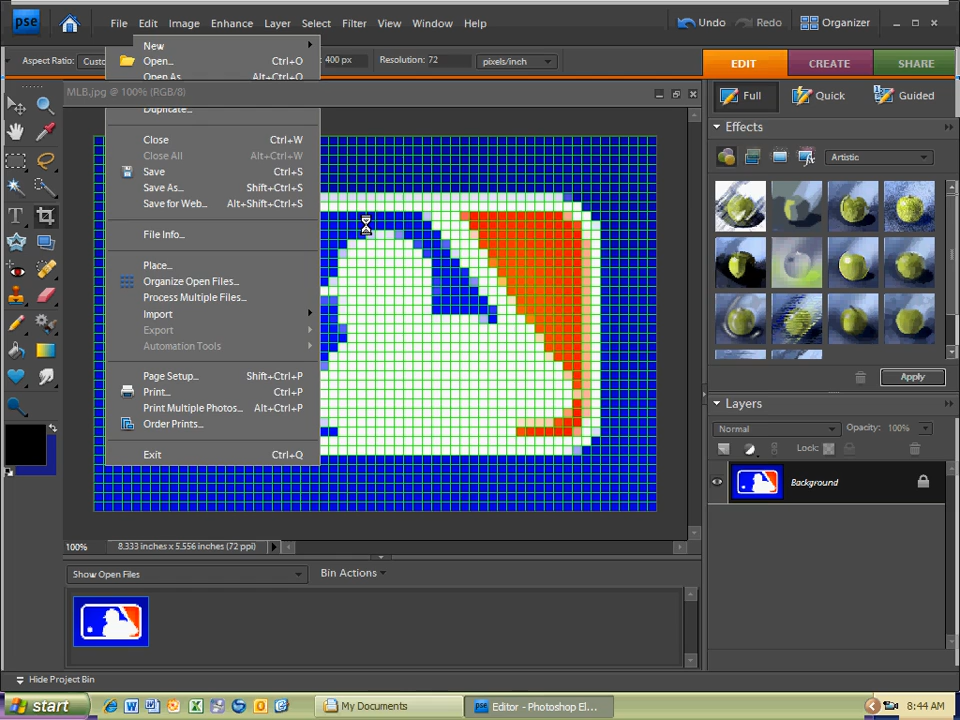 pse File Edit Image Enhance Layer Select Filter View Window Help Undo Redo Organizer
Aspect Ratio: 400 px Resolution: 72 pixels/inch EDIT CREATE SHARE
New
Open... Ctrl+O
Open As Alt+Ctrl+O
MLB.jpg @ 100% (RGB/8)
Full Quick Guided
Duplicate...
Effects
Close Ctrl+W
Close All Alt+Ctrl+W
Artistic
Save Ctrl+S
Save As... Shift+Ctrl+S
Save for Web... Alt+Shift+Ctrl+S
File Info...
Place...
Organize Open Files...
Process Multiple Files...
Import
Export
Automation Tools
Page Setup... Shift+Ctrl+P
Print... Ctrl+P
Print Multiple Photos... Alt+Ctrl+P
Order Prints...
Exit Ctrl+Q
Apply
Layers
Normal Opacity: 100%
Lock:
Background
100% 8.333 inches x 5.556 inches (72 ppi)
Show Open Files Bin Actions
Hide Project Bin
start My Documents Editor - Photoshop El... 8:44 AM